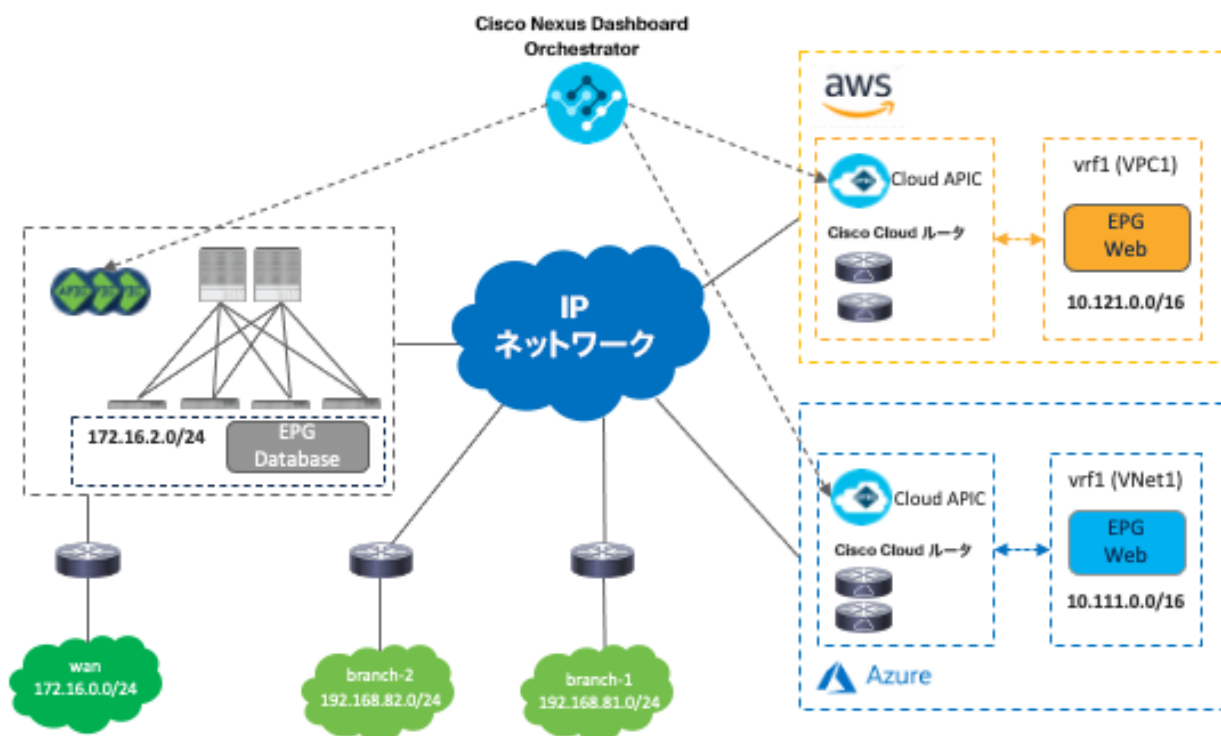 Cisco Nexus Dashboard
Orchestrator
aws
Cloud APIC
Cisco Cloud ルータ
vrf1 (VPC1)
EPG
Web
10.121.0.0/16
IP
ネットワーク
172.16.2.0/24
EPG
Database
Cloud APIC
Cisco Cloud ルータ
vrf1 (VNet1)
EPG
Web
10.111.0.0/16
Azure
wan
172.16.0.0/24
branch-2
192.168.82.0/24
branch-1
192.168.81.0/24